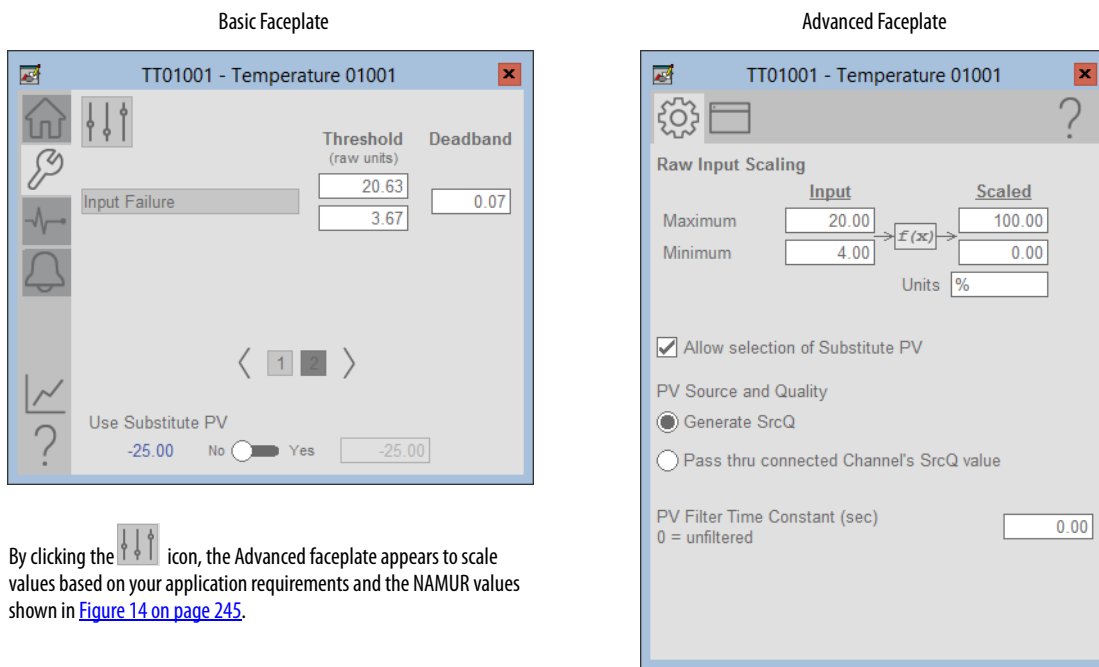 Basic Faceplate
TT01001 - Temperature 01001
Threshold Deadband
(raw units)
Input Failure
20.63
0.07
3.67
1 2
Use Substitute PV
-25.00 No Yes -25.00
By clicking the icon, the Advanced faceplate appears to scale
values based on your application requirements and the NAMUR values
shown in Figure 14 on page 245.
Advanced Faceplate
TT01001 - Temperature 01001
?
Raw Input Scaling
Input Scaled
Maximum 20.00 f(x) 100.00
Minimum 4.00 0.00
Units %
Allow selection of Substitute PV
PV Source and Quality
Generate SrcQ
Pass thru connected Channel's SrcQ value
PV Filter Time Constant (sec) 0.00
0 = unfiltered